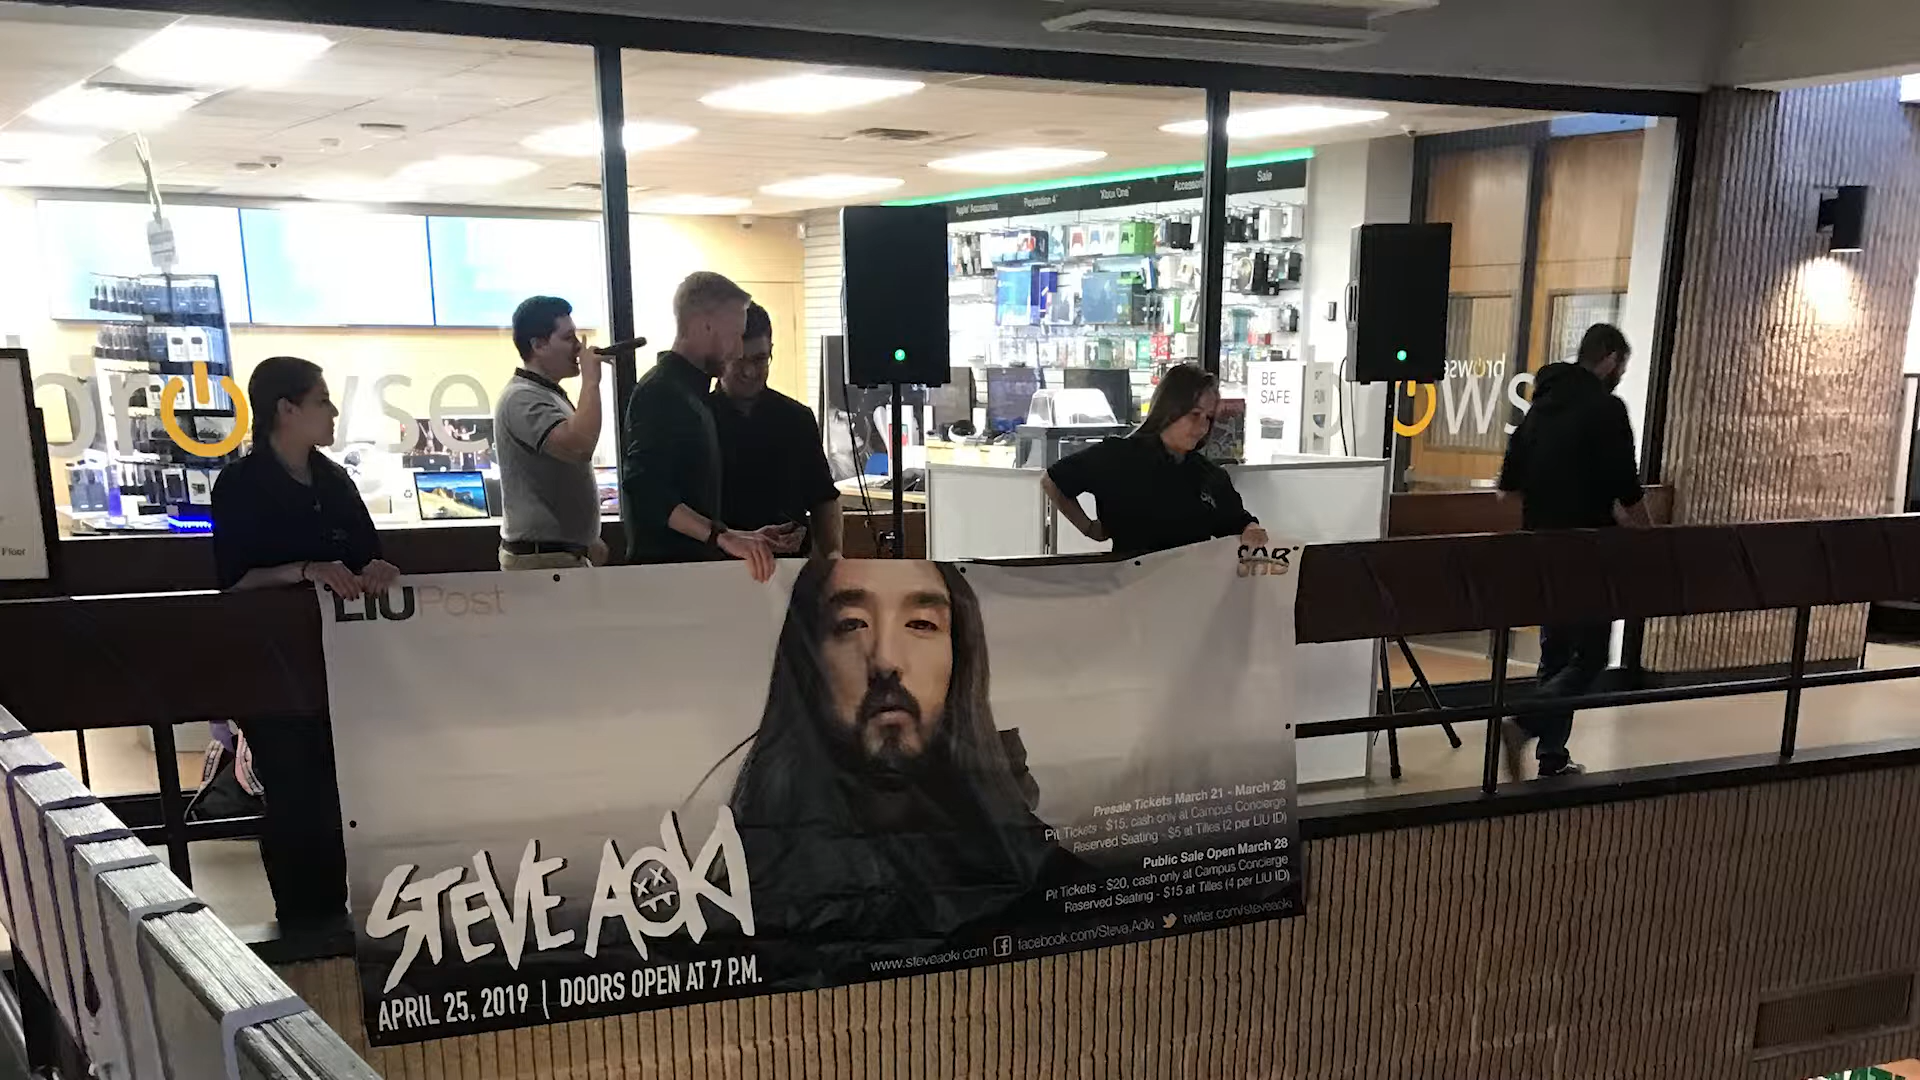 Apple Accessories
Playstation 4
Xbox One
Accessori
Sale
browse
browse
BE
SAFE
Floor
LIU Post
SAB
STEVE AOKI
APRIL 25, 2019 | DOORS OPEN AT 7 P.M.
Presale Tickets March 21 - March 28
Pit Tickets - $15, cash only at Campus Concierge
Reserved Seating - $5 at Tilles (2 per LIU ID)
Public Sale Open March 28
Pit Tickets - $20, cash only at Campus Concierge
Reserved Seating - $15 at Tilles (4 per LIU ID)
www.steveaoki.com facebook.com/Steve.Aoki twitter.com/steveaoki